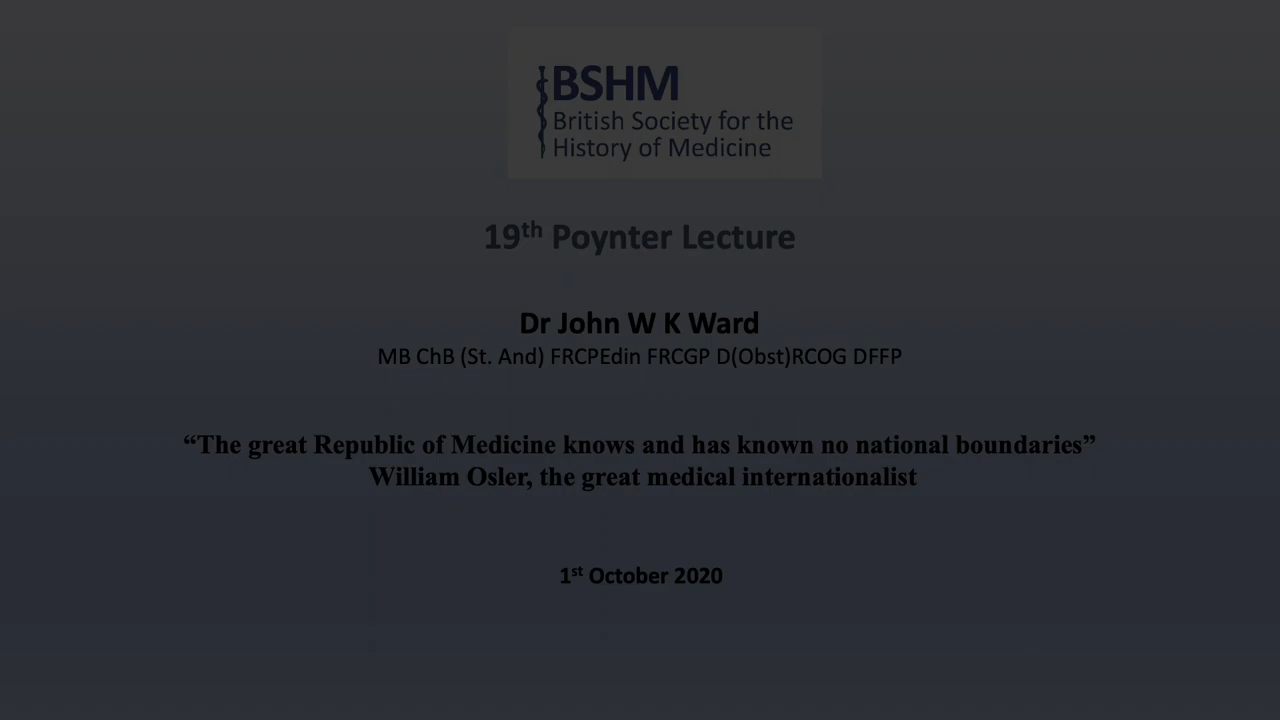 BSHM
British Society for the
History of Medicine
19th Poynter Lecture
Dr John W K Ward
MB ChB (St. And) FRCPEdin FRCGP D(Obst)RCOG DFFP
“The great Republic of Medicine knows and has known no national boundaries”
William Osler, the great medical internationalist
1st October 2020